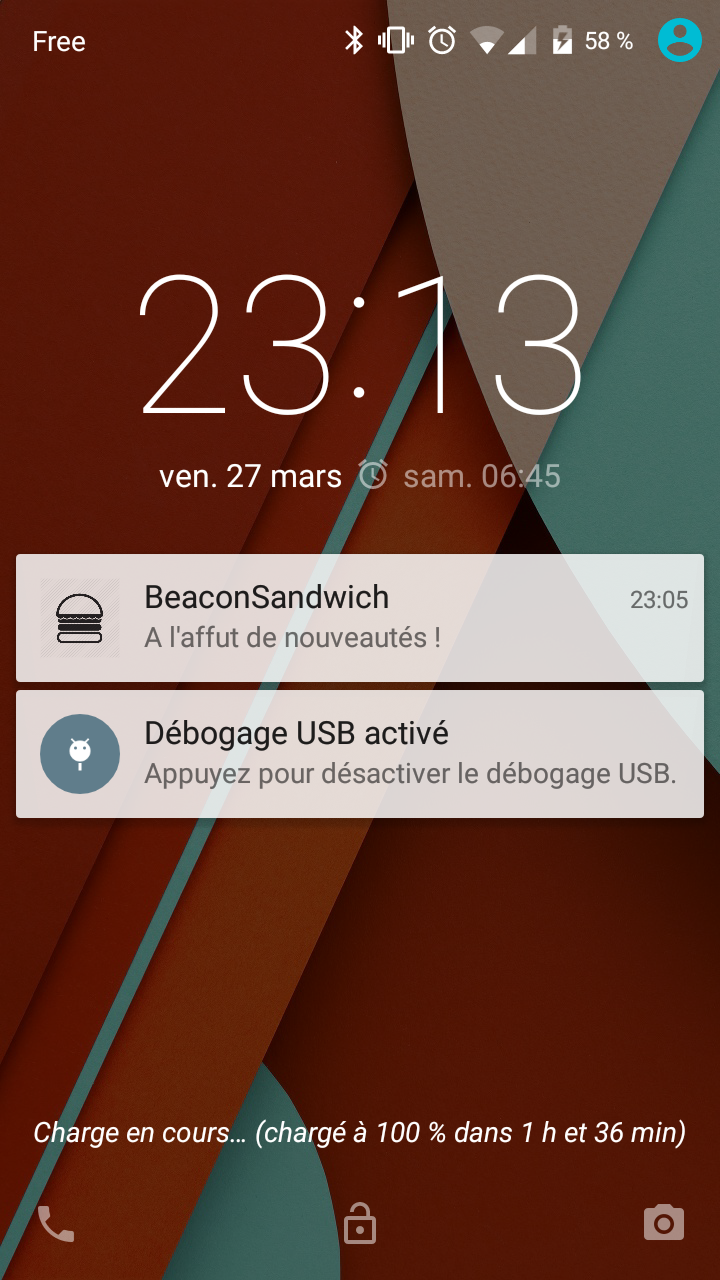 Free 58 %
23:13
ven. 27 mars sam. 06:45
BeaconSandwich 23:05
A l'affut de nouveautés !
Débogage USB activé
Appuyez pour désactiver le débogage USB.
Charge en cours… (chargé à 100 % dans 1 h et 36 min)